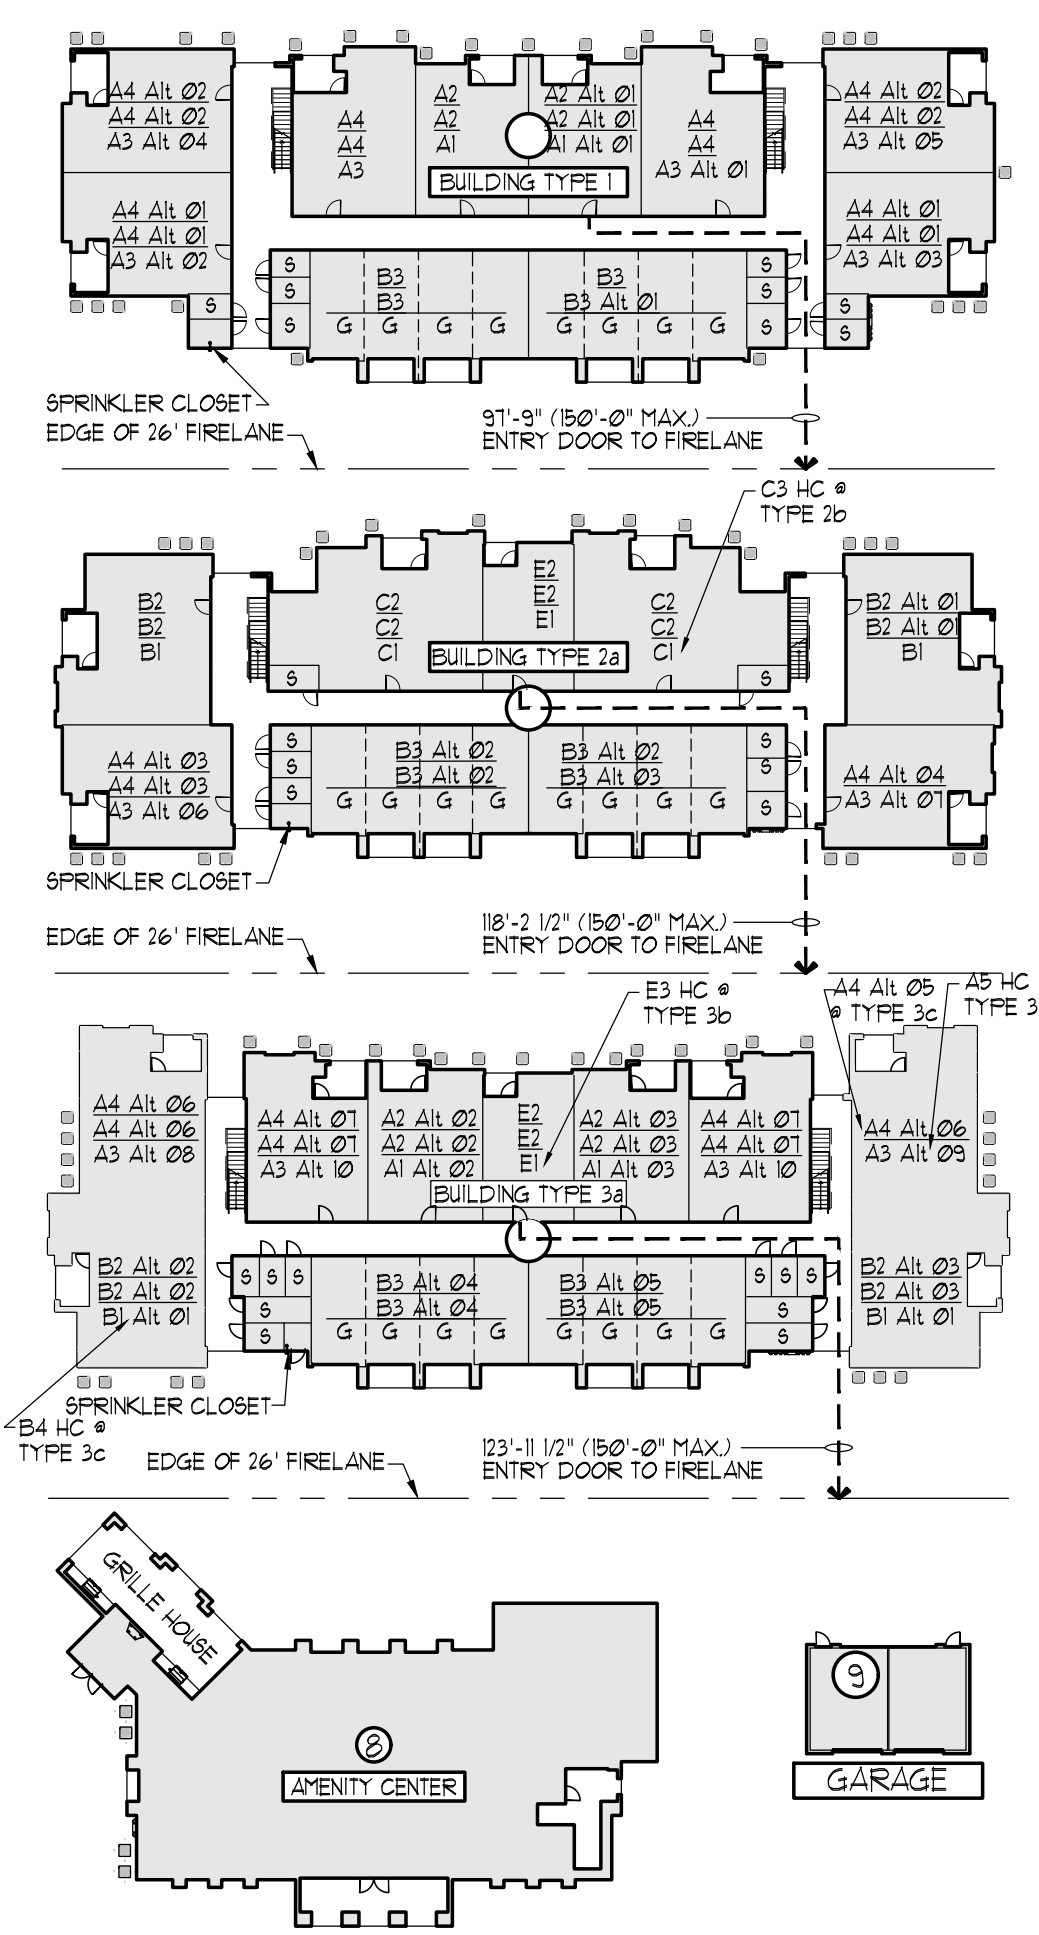 A4 Alt 02
A4 Alt 02
A3 Alt 04
A4
A4
A3
A2
A2
A1
A2 Alt 01
A2 Alt 01
A1 Alt 01
A4
A4
A3 Alt 01
A4 Alt 02
A4 Alt 02
A3 Alt 05
BUILDING TYPE 1
A4 Alt 01
A4 Alt 01
A3 Alt 02
A4 Alt 01
A4 Alt 01
A3 Alt 03
S
S
S
S
S
B3
B3
G G G G
B3
B3 Alt 01
G G G G
S
S
S
S
S
SPRINKLER CLOSET
EDGE OF 26' FIRELANE
97'-9" (150'-0" MAX.)
ENTRY DOOR TO FIRELANE
C3 HC @
TYPE 2b
B2
B2
B1
C2
C2
C1
E2
E2
E1
C2
C2
C1
B2 Alt 01
B2 Alt 01
B1
BUILDING TYPE 2a
S
S
A4 Alt 03
A4 Alt 03
A3 Alt 06
S
S
S
B3 Alt 02
B3 Alt 02
G G G G
B3 Alt 02
B3 Alt 03
G G G G
S
S
S
A4 Alt 04
A3 Alt 07
SPRINKLER CLOSET
EDGE OF 26' FIRELANE
118'-2 1/2" (150'-0" MAX.)
ENTRY DOOR TO FIRELANE
E3 HC @
TYPE 3b
A4 Alt 05
@ TYPE 3c
A5 HC
TYPE 3
A4 Alt 06
A4 Alt 06
A3 Alt 08
A4 Alt 07
A4 Alt 07
A3 Alt 10
A2 Alt 02
A2 Alt 02
A1 Alt 02
E2
E2
E1
A2 Alt 03
A2 Alt 03
A1 Alt 03
A4 Alt 07
A4 Alt 07
A3 Alt 10
A4 Alt 06
A3 Alt 09
BUILDING TYPE 3a
B2 Alt 02
B2 Alt 02
B1 Alt 01
S S S
S
S
B3 Alt 04
B3 Alt 04
G G G G
B3 Alt 05
B3 Alt 05
G G G G
S S S
S
S
B2 Alt 03
B2 Alt 03
B1 Alt 01
SPRINKLER CLOSET
B4 HC @
TYPE 3c
EDGE OF 26' FIRELANE
123'-11 1/2" (150'-0" MAX.)
ENTRY DOOR TO FIRELANE
GRILLE HOUSE
8
AMENITY CENTER
9
GARAGE